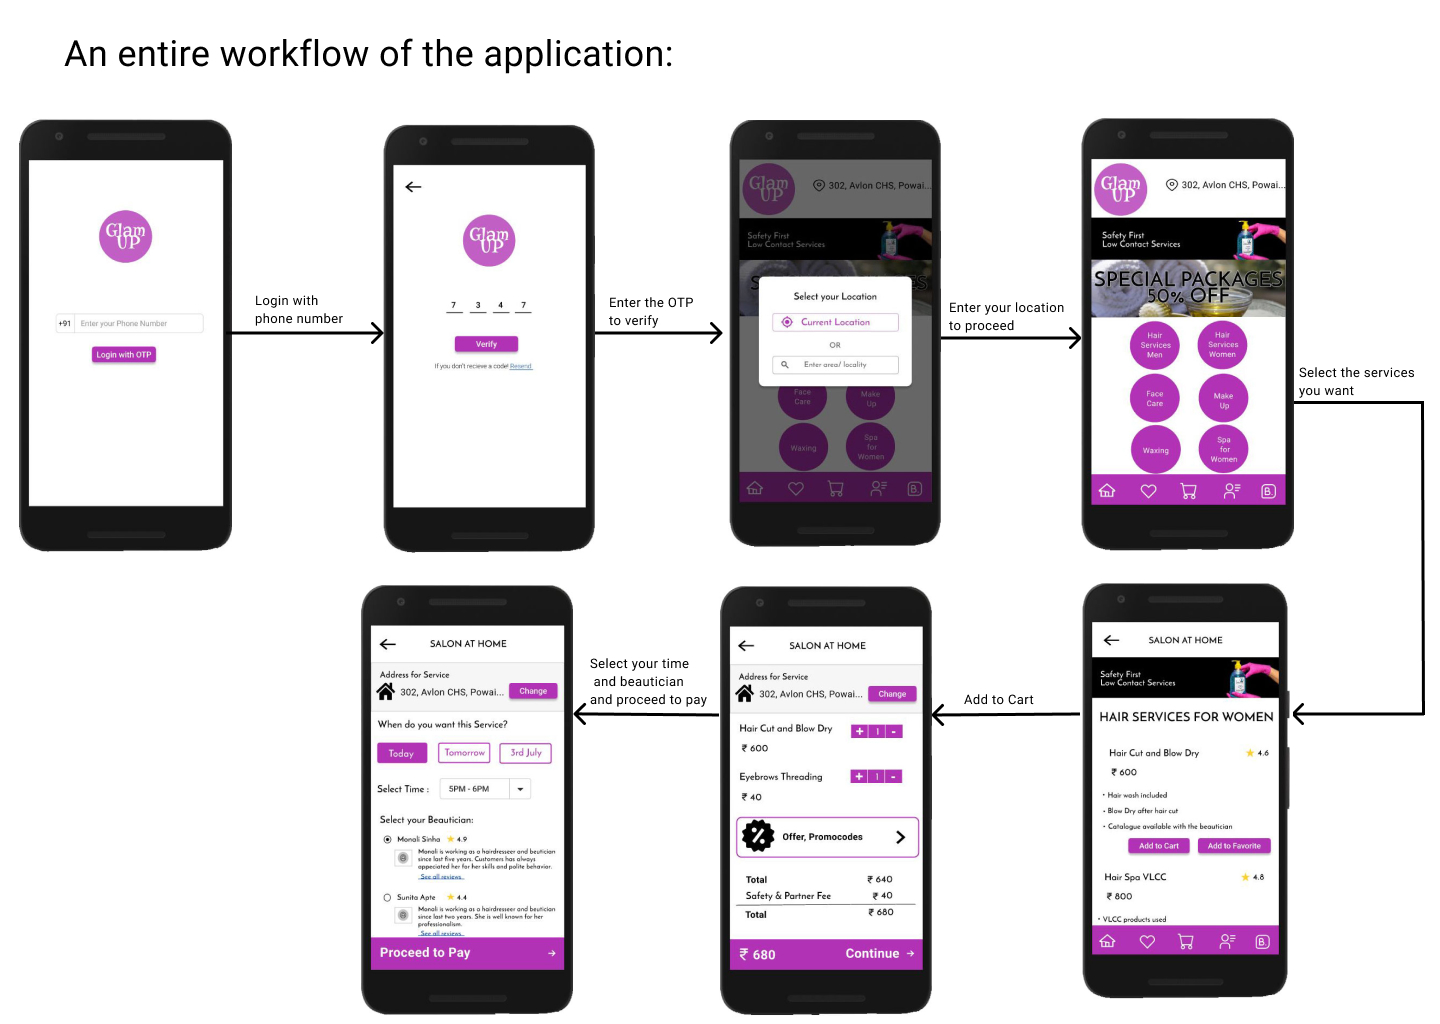 An entire workflow of the application:
Glam
UP
+91 Enter your Phone Number
Login with OTP
Login with
phone number
Glam
UP
7 3 4 7
Verify
If you don't recieve a code! Resend
Enter the OTP
to verify
Glam
UP
302, Avlon CHS, Powai...
Safety First
Low Contact Services
Select your Location
Current Location
OR
Enter area/ locality
Face
Care
Make
Up
Waxing
Spa
for
Women
Enter your location
to proceed
Glam
UP
302, Avlon CHS, Powai...
Safety First
Low Contact Services
SPECIAL PACKAGES
50% OFF
Hair
Services
Men
Hair
Services
Women
Face
Care
Make
Up
Waxing
Spa
for
Women
B.
Select the services
you want
SALON AT HOME
Safety First
Low Contact Services
HAIR SERVICES FOR WOMEN
Hair Cut and Blow Dry 4.6
₹ 600
• Hair wash included
• Blow Dry after hair cut
• Catalogue available with the beautician
Add to Cart Add to Favorite
Hair Spa VLCC 4.8
₹ 800
• VLCC products used
B.
Add to Cart
SALON AT HOME
Address for Service
302, Avlon CHS, Powai... Change
Hair Cut and Blow Dry + 1 -
₹ 600
Eyebrows Threading + 1 -
₹ 40
% Offer, Promocodes
Total ₹ 640
Safety & Partner Fee ₹ 40
Total ₹ 680
₹ 680 Continue →
Select your time
and beautician
and proceed to pay
SALON AT HOME
Address for Service
302, Avlon CHS, Powai... Change
When do you want this Service?
Today Tomorrow 3rd July
Select Time : 5PM - 6PM
Select your Beautician:
Monali Sinha 4.9
Monali is working as a hairdresseer and beutician
since last five years. Customers has always
appeciated her for her skills and polite behavior.
See all reviews
Sunita Apte 4.4
Monali is working as a hairdresseer and beutician
since last two years. She is well known for her
professionalism.
See all reviews
Proceed to Pay →